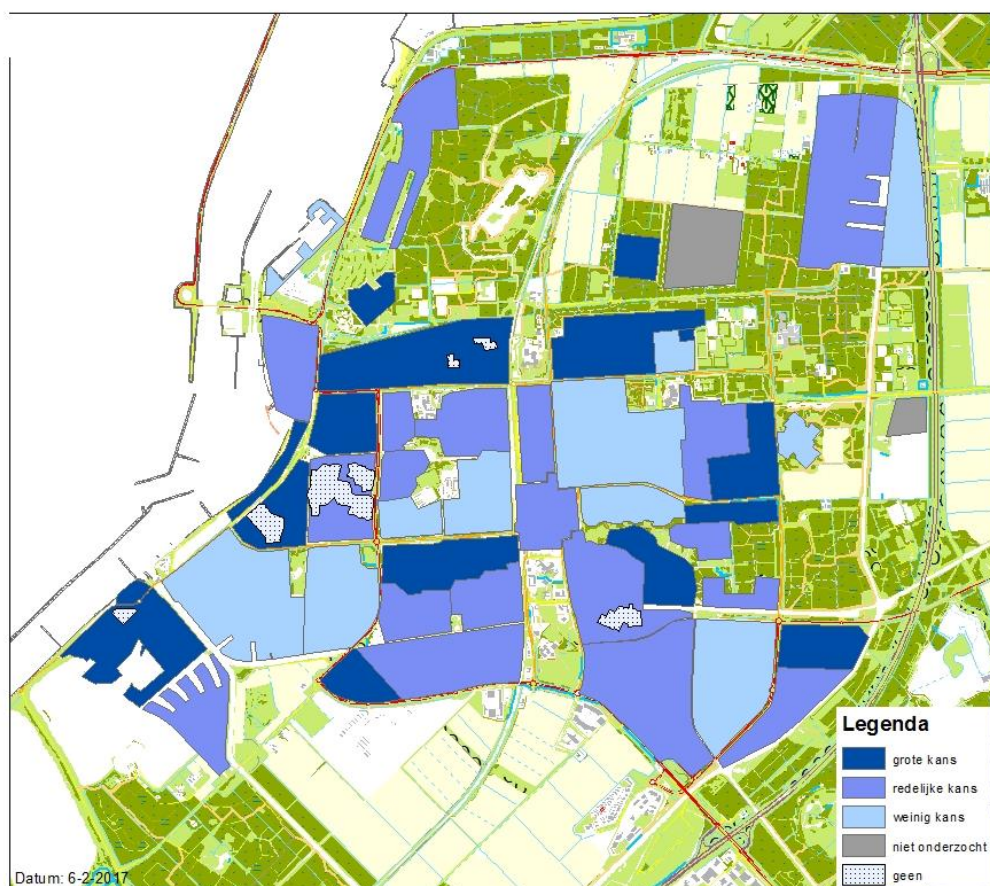 Legenda
grote kans
redelijke kans
weinig kans
niet onderzocht
geen
Datum: 6-2-2017